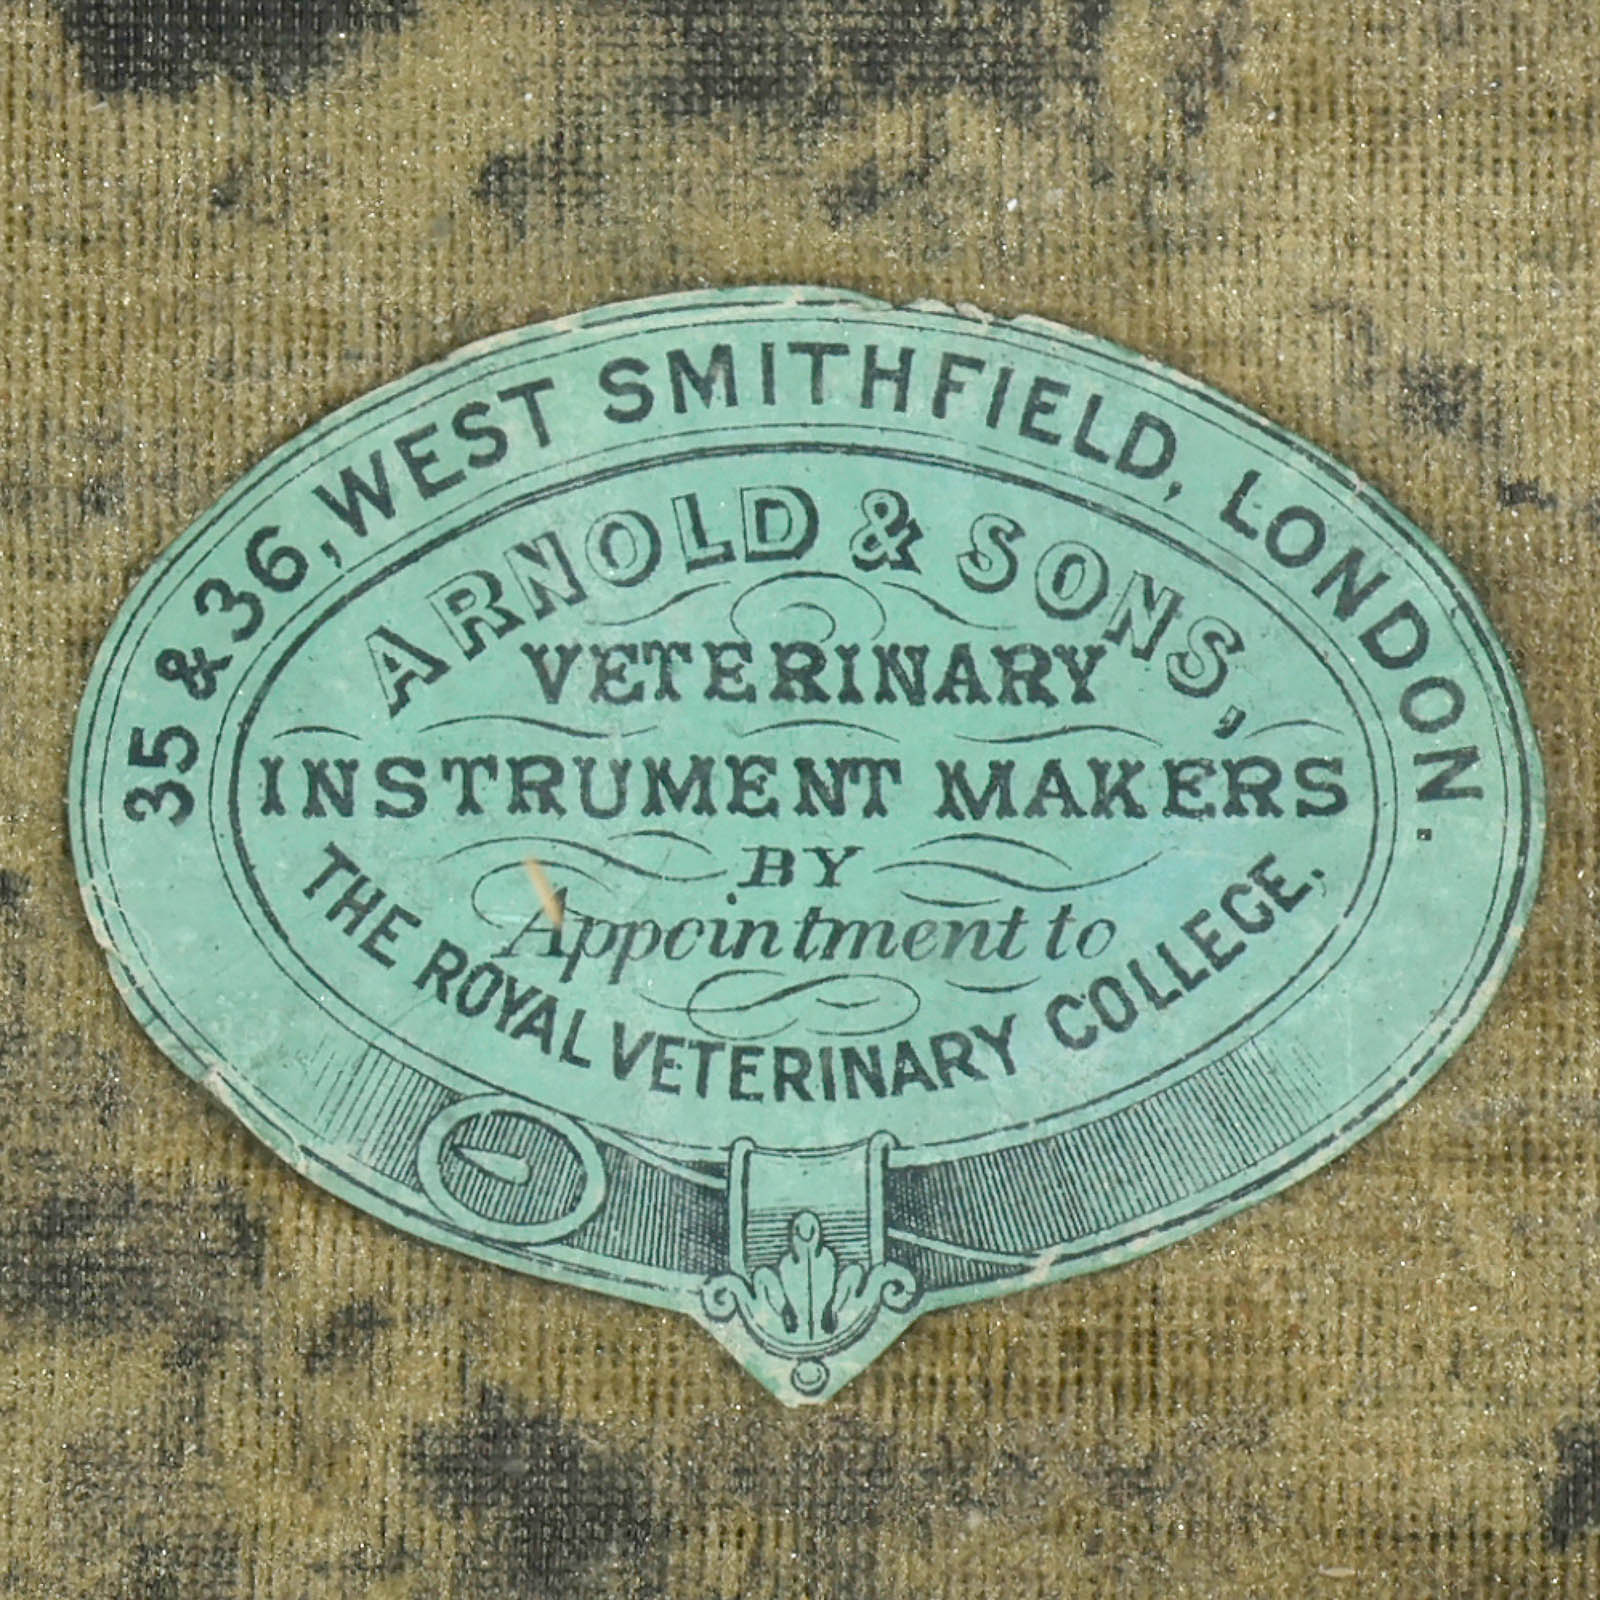 35 & 36, WEST SMITHFIELD, LONDON.
ARNOLD & SONS,
VETERINARY
INSTRUMENT MAKERS
BY
Appointment to
THE ROYAL VETERINARY COLLEGE.